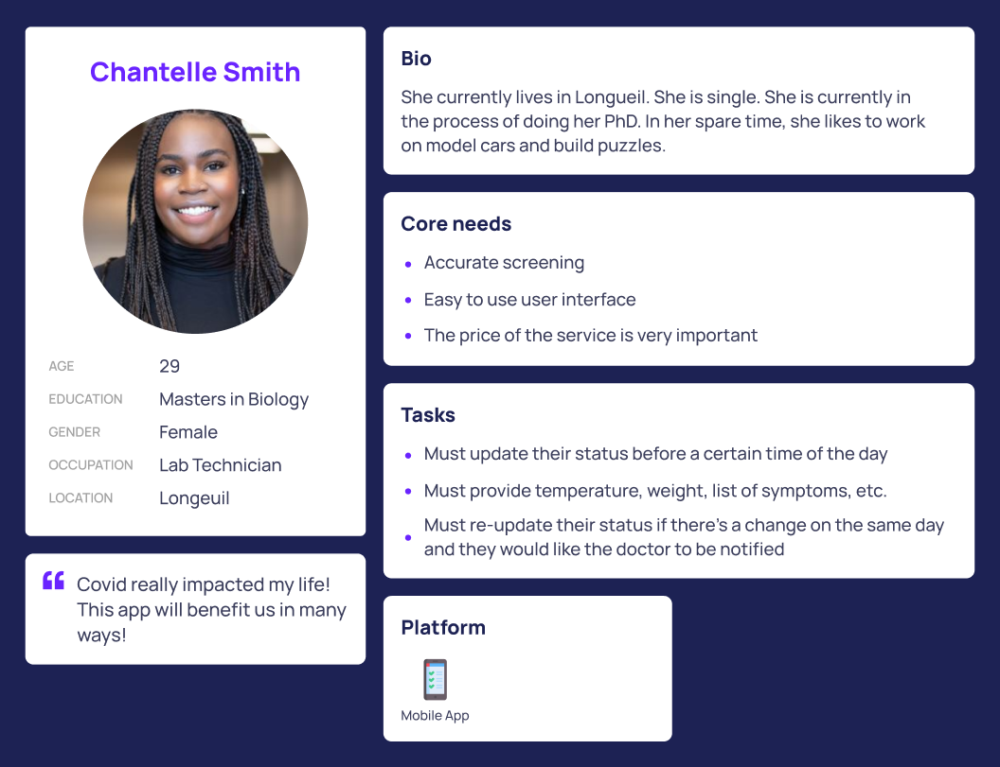 Chantelle Smith
AGE 29
EDUCATION Masters in Biology
GENDER Female
OCCUPATION Lab Technician
LOCATION Longeuil
Covid really impacted my life!
This app will benefit us in many
ways!
Bio
She currently lives in Longueil. She is single. She is currently in
the process of doing her PhD. In her spare time, she likes to work
on model cars and build puzzles.
Core needs
Accurate screening
Easy to use user interface
The price of the service is very important
Tasks
Must update their status before a certain time of the day
Must provide temperature, weight, list of symptoms, etc.
Must re-update their status if there's a change on the same day
and they would like the doctor to be notified
Platform
Mobile App